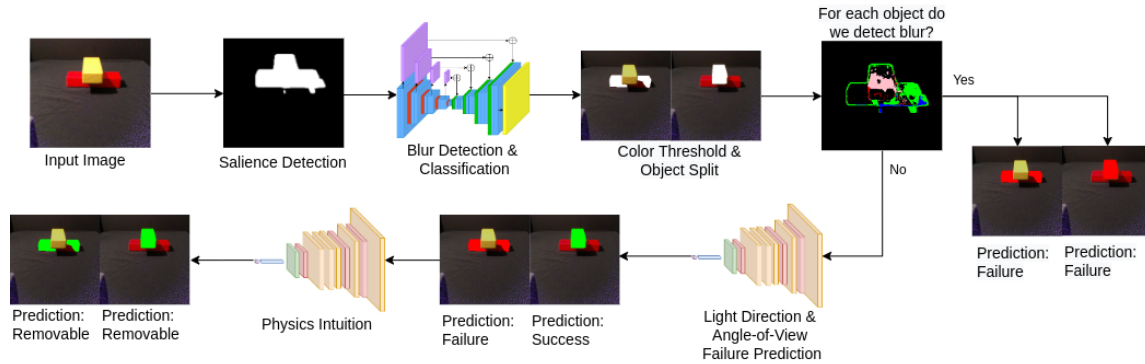 Input Image
Salience Detection
Blur Detection &
Classification
Color Threshold &
Object Split
For each object do
we detect blur?
Yes
No
Prediction:
Failure
Prediction:
Failure
Light Direction &
Angle-of-View
Failure Prediction
Prediction:
Failure
Prediction:
Success
Physics Intuition
Prediction:
Removable
Prediction:
Removable